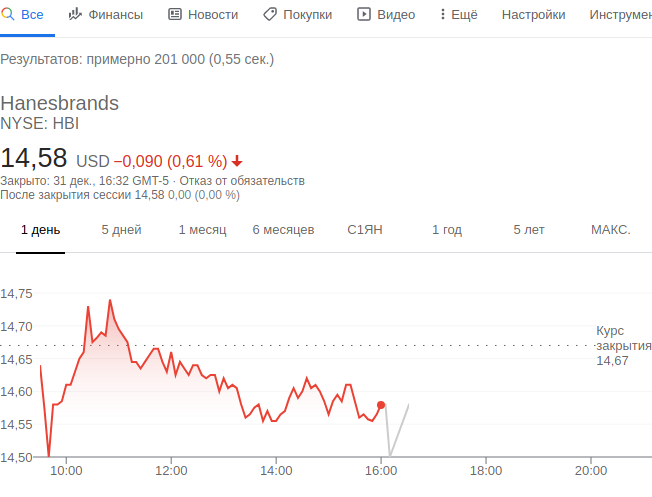 Все Финансы Новости Покупки Видео Ещё Настройки Инструмен
Результатов: примерно 201 000 (0,55 сек.)
Hanesbrands
NYSE: HBI
14,58 USD −0,090 (0,61 %)
Закрыто: 31 дек., 16:32 GMT-5 · Отказ от обязательств
После закрытия сессии 14,58 0,00 (0,00 %)
1 день 5 дней 1 месяц 6 месяцев С1ЯН 1 год 5 лет МАКС.
14,75
14,70
14,65
14,60
14,55
14,50
Курс
закрытия
14,67
10:00 12:00 14:00 16:00 18:00 20:00